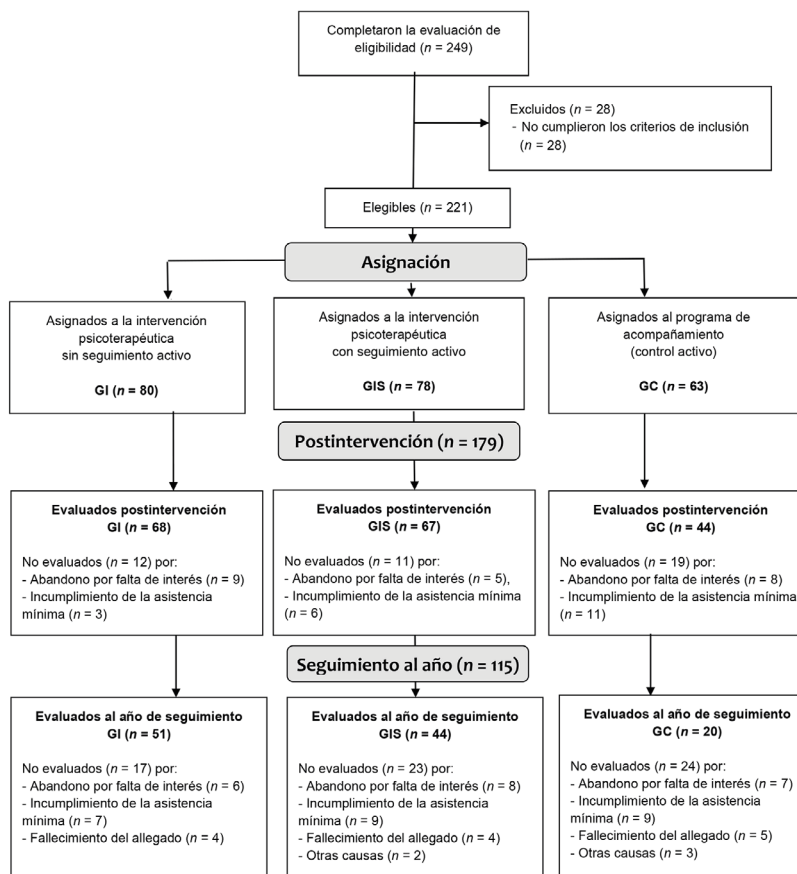 Completaron la evaluación de
eligibilidad (n = 249)
Excluidos (n = 28)
- No cumplieron los criterios de inclusión
(n = 28)
Elegibles (n = 221)
Asignación
Asignados a la intervención
psicoterapéutica
sin seguimiento activo
GI (n = 80)
Asignados a la intervención
psicoterapéutica
con seguimiento activo
GIS (n = 78)
Asignados al programa de
acompañamiento
(control activo)
GC (n = 63)
Postintervención (n = 179)
Evaluados postintervención
GI (n = 68)
No evaluados (n = 12) por:
- Abandono por falta de interés (n = 9)
- Incumplimiento de la asistencia
mínima (n = 3)
Evaluados postintervención
GIS (n = 67)
No evaluados (n = 11) por:
- Abandono por falta de interés (n = 5),
- Incumplimiento de la asistencia mínima
(n = 6)
Evaluados postintervención
GC (n = 44)
No evaluados (n = 19) por:
- Abandono por falta de interés (n = 8)
- Incumplimiento de la asistencia mínima
(n = 11)
Seguimiento al año (n = 115)
Evaluados al año de seguimiento
GI (n = 51)
No evaluados (n = 17) por:
- Abandono por falta de interés (n = 6)
- Incumplimiento de la asistencia
mínima (n = 7)
- Fallecimiento del allegado (n = 4)
Evaluados al año de seguimiento
GIS (n = 44)
No evaluados (n = 23) por:
- Abandono por falta de interés (n = 8)
- Incumplimiento de la asistencia
mínima (n = 9)
- Fallecimiento del allegado (n = 4)
- Otras causas (n = 2)
Evaluados al año de seguimiento
GC (n = 20)
No evaluados (n = 24) por:
- Abandono por falta de interés (n = 7)
- Incumplimiento de la asistencia
mínima (n = 9)
- Fallecimiento del allegado (n = 5)
- Otras causas (n = 3)